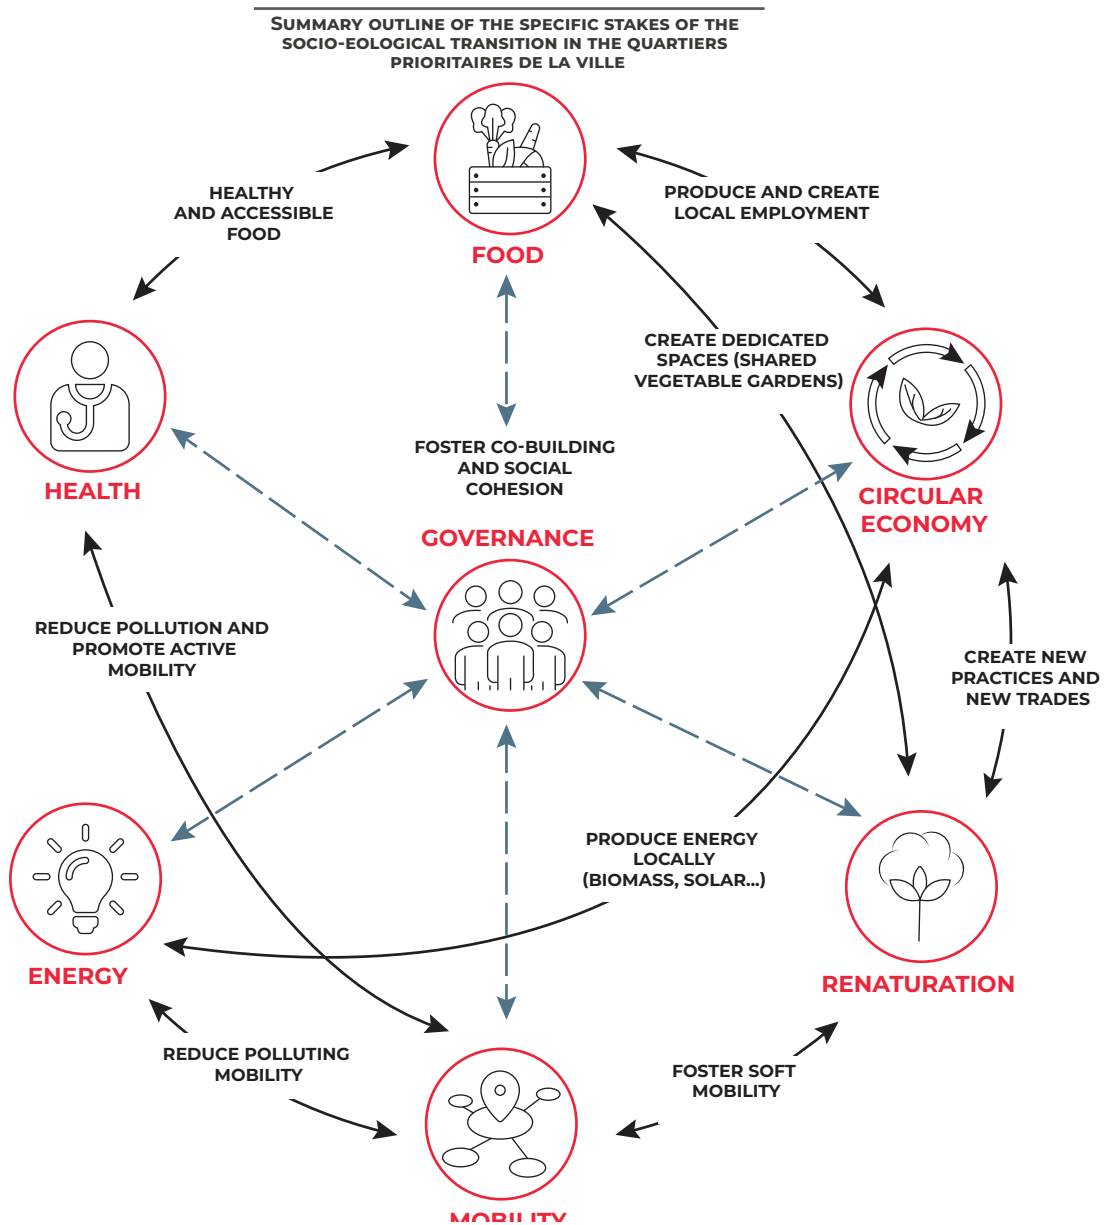 SUMMARY OUTLINE OF THE SPECIFIC STAKES OF THE
SOCIO-EOLOGICAL TRANSITION IN THE QUARTIERS
PRIORITAIRES DE LA VILLE
HEALTHY
AND ACCESSIBLE
FOOD
PRODUCE AND CREATE
LOCAL EMPLOYMENT
FOOD
CREATE DEDICATED
SPACES (SHARED
VEGETABLE GARDENS)
FOSTER CO-BUILDING
AND SOCIAL
COHESION
HEALTH
CIRCULAR
ECONOMY
GOVERNANCE
REDUCE POLLUTION AND
PROMOTE ACTIVE
MOBILITY
CREATE NEW
PRACTICES AND
NEW TRADES
PRODUCE ENERGY
LOCALLY
(BIOMASS, SOLAR...)
ENERGY
RENATURATION
REDUCE POLLUTING
MOBILITY
FOSTER SOFT
MOBILITY
MOBILITY